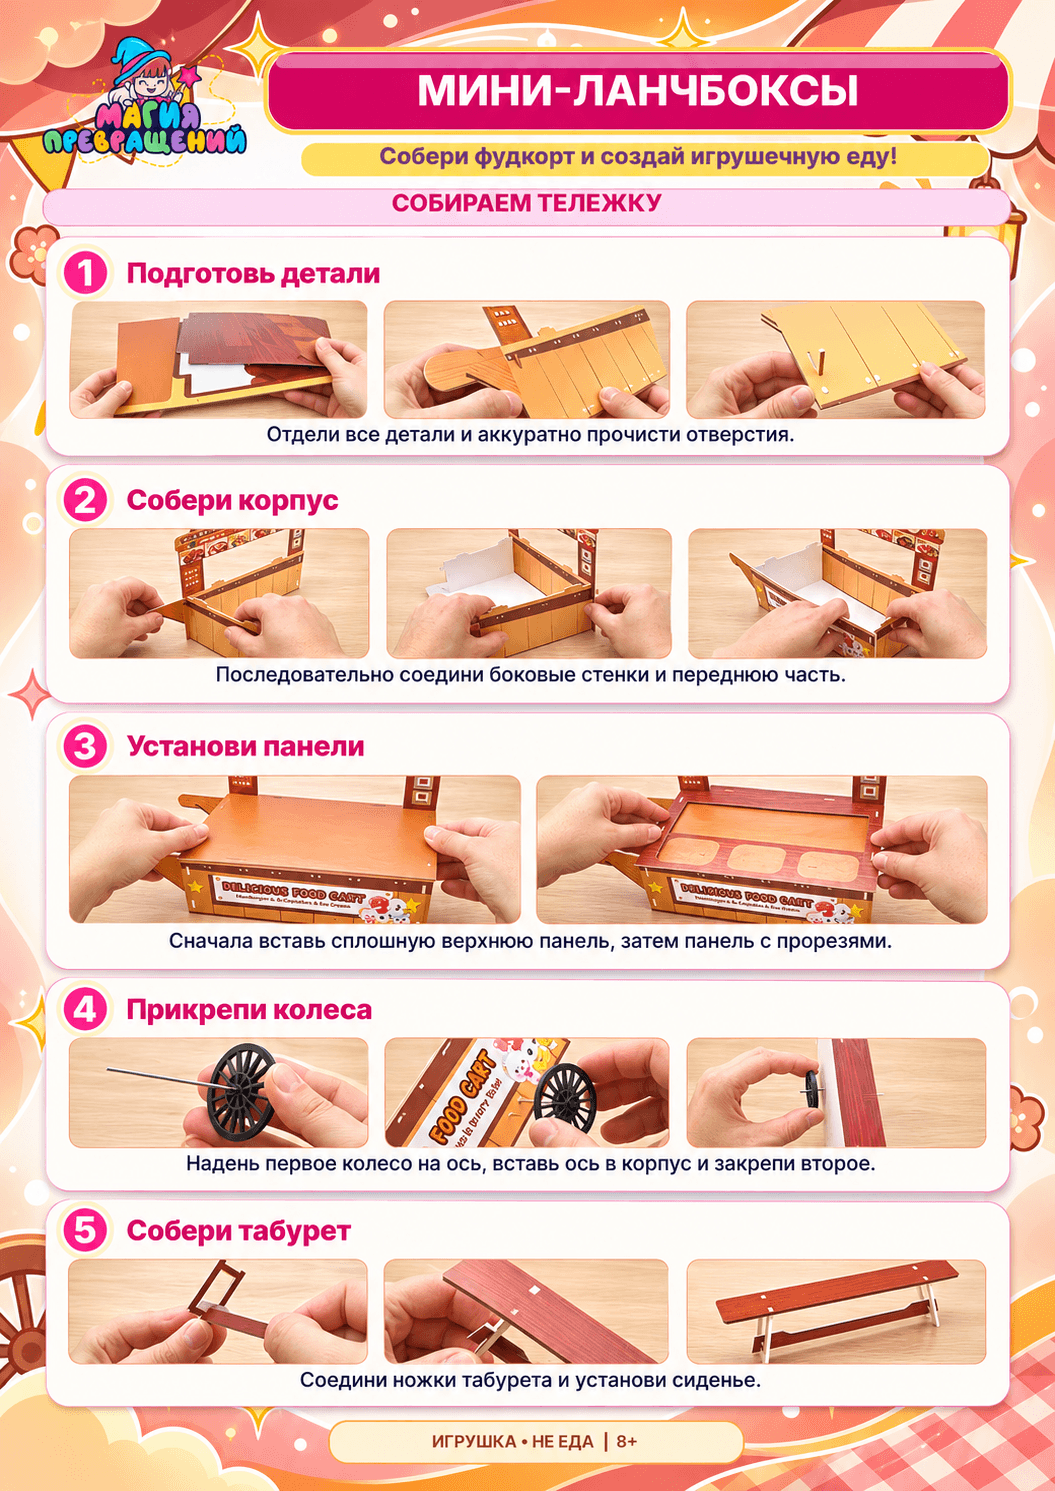 МАГИЯ
ПРЕВРАЩЕНИЙ
МИНИ-ЛАНЧБОКСЫ
Собери фудкорт и создай игрушечную еду!
СОБИРАЕМ ТЕЛЕЖКУ
1 Подготовь детали
Отдели все детали и аккуратно прочисти отверстия.
2 Собери корпус
Последовательно соедини боковые стенки и переднюю часть.
3 Установи панели
DELICIOUS FOOD CART
DELICIOUS FOOD CART
Сначала вставь сплошную верхнюю панель, затем панель с прорезями.
4 Прикрепи колеса
FOOD CART
Надень первое колесо на ось, вставь ось в корпус и закрепи второе.
5 Собери табурет
Соедини ножки табурета и установи сиденье.
ИГРУШКА • НЕ ЕДА | 8+